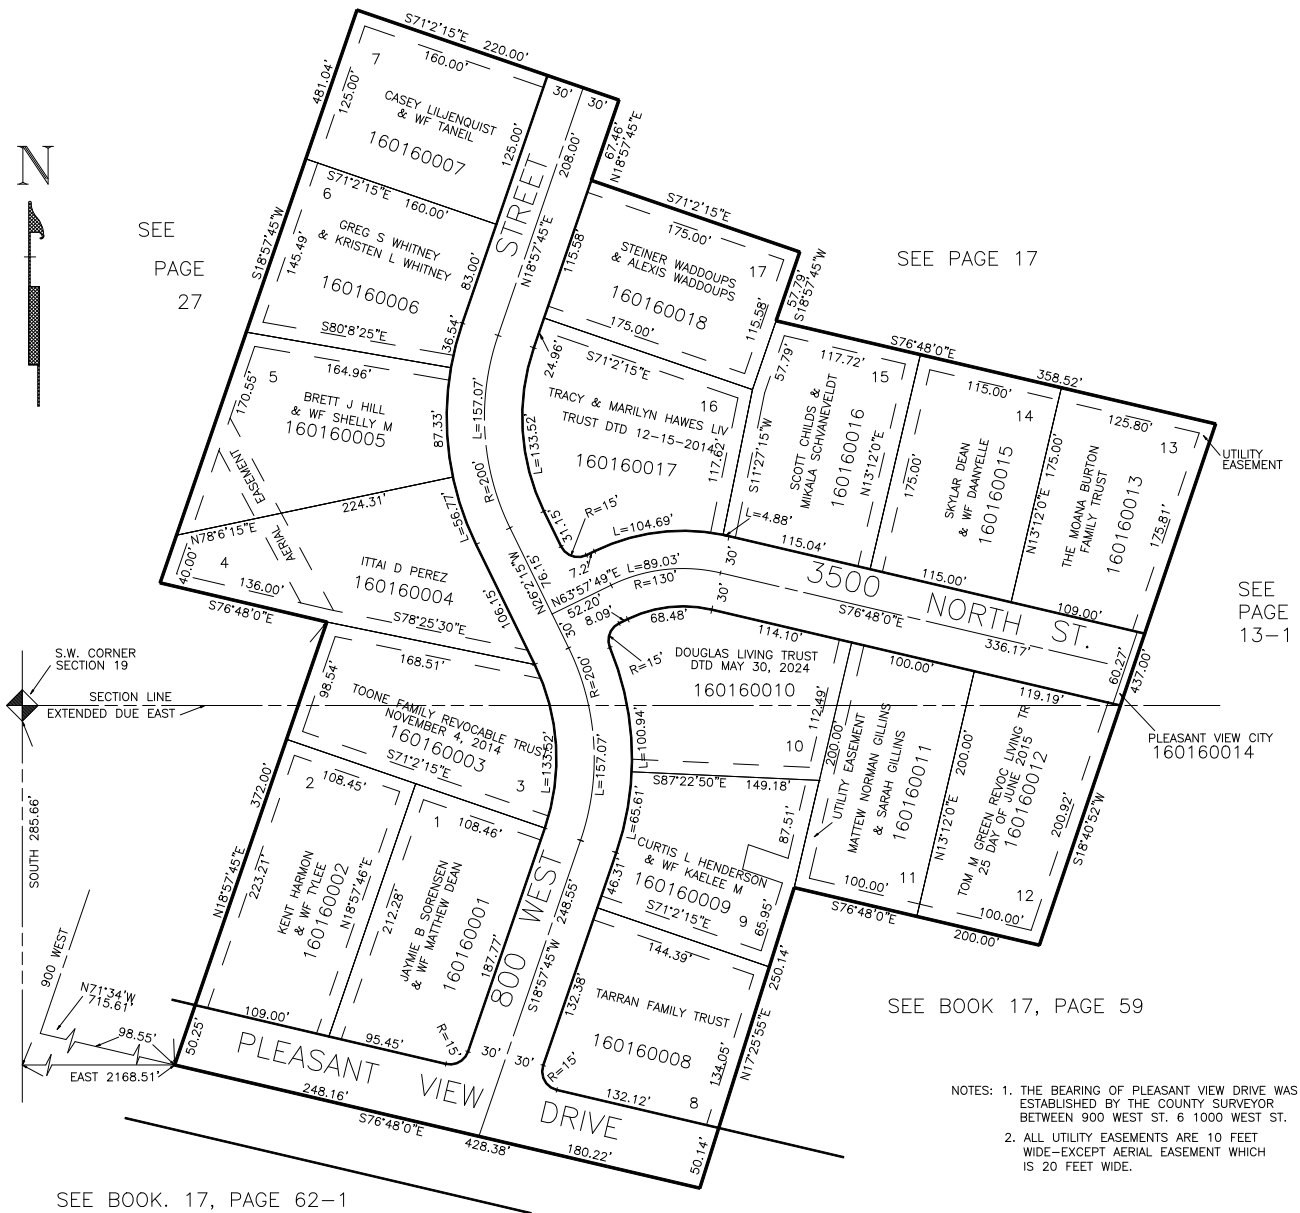 S71°2'15"E
220.00'
7
160.00'
481.04'
125.00'
CASEY LILJENQUIST
& WF TANEIL
160160007
125.00'
30'
30'
67.46'
N18°57'45"E
208.00'
STREET
N18°57'45"E
N
SEE
PAGE
27
S71°2'15"E
6
160.00'
GREG S WHITNEY
& KRISTEN L WHITNEY
160160006
145.49'
S18°57'45"W
83.00'
36.54'
S80°8'25"E
S71°2'15"E
175.00'
STEINER WADDOUPS
& ALEXIS WADDOUPS
17
160160018
175.00'
115.58'
115.58'
57.79'
S18°57'45"W
SEE PAGE 17
5
164.96'
BRETT J HILL
& WF SHELLY M
160160005
170.55'
87.33'
L=157.07'
R=200'
EASEMENT
AERIAL
224.31'
N78°6'15"E
24.96'
S71°2'15"E
16
TRACY & MARILYN HAWES LIV
TRUST DTD 12-15-2014
160160017
117.62'
L=133.52'
31.15'
R=15'
L=104.69'
57.79'
S11°27'15"W
S76°48'0"E
358.52'
117.72'
15
SCOTT CHILDS &
MIKALA SCHVANEVELDT
160160016
N13°12'0"E
L=4.88'
115.04'
115.00'
14
SKYLAR DEAN
& WF DAANYELLE
160160015
175.00'
175.00'
N13°12'0"E
115.00'
125.80'
13
THE MOANA BURTON
FAMILY TRUST
160160013
175.81'
109.00'
UTILITY
EASEMENT
4
40.00'
136.00'
ITTAI D PEREZ
160160004
S76°48'0"E
S78°25'30"E
L=56.77'
106.15'
N26°2'15"W
76.15'
7.2'
N63°57'49"E
L=89.03'
R=130'
52.20'
8.09'
30'
30'
30'
3500 NORTH ST.
S76°48'0"E
336.17'
60.27'
437.00'
SEE
PAGE
13-1
S.W. CORNER
SECTION 19
SECTION LINE
EXTENDED DUE EAST
98.54'
168.51'
TOONE FAMILY REVOCABLE TRUST
NOVEMBER 4, 2014
160160003
S71°2'15"E
3
L=133.52'
R=200'
L=157.07'
R=15'
68.48'
114.10'
DOUGLAS LIVING TRUST
DTD MAY 30, 2024
160160010
112.49'
10
L=100.94'
S87°22'50"E
149.18'
100.00'
200.00'
UTILITY EASEMENT
MATTEW NORMAN GILLINS
& SARAH GILLINS
160160011
N13°12'0"E
200.00'
100.00'
11
119.19'
TOM M GREEN REVOC LIVING TR
25 DAY OF JUNE 2015
160160012
200.92'
S18°40'52"W
12
100.00'
S76°48'0"E
200.00'
PLEASANT VIEW CITY
160160014
SOUTH 285.66'
372.00'
N18°57'45"E
2
108.45'
223.21'
KENT HARMON
& WF TYLEE
160160002
N18°57'46"E
1
108.46'
212.28'
JAYMIE B SORENSEN
& WF MATTHEW DEAN
160160001
187.77'
800 WEST
S18°57'45"W
248.55'
L=65.61'
46.31'
87.51'
CURTIS L HENDERSON
& WF KAELEE M
160160009
S71°2'15"E
9
65.95'
144.39'
132.38'
TARRAN FAMILY TRUST
160160008
250.14'
N17°25'55"E
134.05'
8
R=15'
132.12'
900 WEST
N71°34'W
715.61'
98.55'
EAST 2168.51'
50.25'
109.00'
95.45'
R=15'
30'
30'
PLEASANT VIEW DRIVE
248.16'
S76°48'0"E
428.38'
180.22'
50.14'
SEE BOOK 17, PAGE 59
NOTES: 1. THE BEARING OF PLEASANT VIEW DRIVE WAS
ESTABLISHED BY THE COUNTY SURVEYOR
BETWEEN 900 WEST ST. 6 1000 WEST ST.
2. ALL UTILITY EASEMENTS ARE 10 FEET
WIDE-EXCEPT AERIAL EASEMENT WHICH
IS 20 FEET WIDE.
SEE BOOK. 17, PAGE 62-1